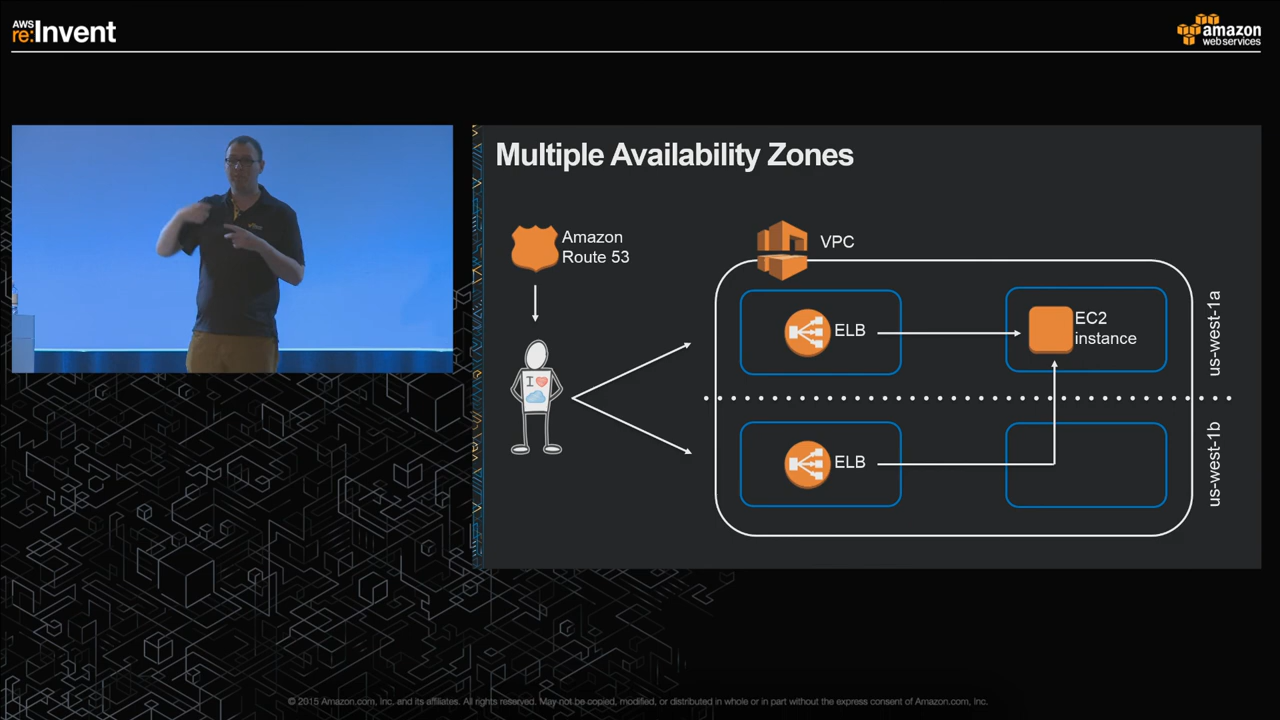 AWS
re:Invent
amazon
web services
Multiple Availability Zones
Amazon
Route 53
VPC
ELB
EC2
instance
us-west-1a
I
ELB
us-west-1b
© 2015 Amazon.com, Inc. and its affiliates. All rights reserved. May not be copied, modified, or distributed in whole or in part without the express consent of Amazon.com, Inc.